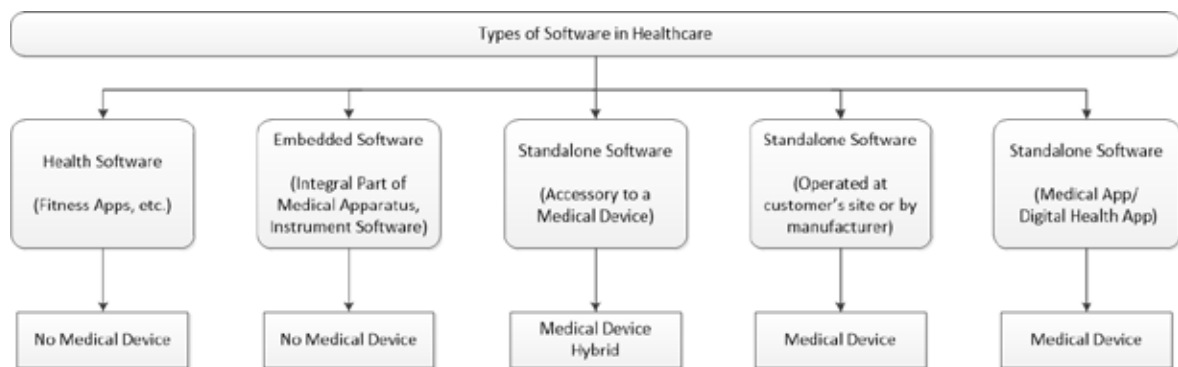 Types of Software in Healthcare
Health Software
(Fitness Apps, etc.)
Embedded Software
(Integral Part of
Medical Apparatus,
Instrument Software)
Standalone Software
(Accessory to a
Medical Device)
Standalone Software
(Operated at
customer's site or by
manufacturer)
Standalone Software
(Medical App/
Digital Health App)
No Medical Device
No Medical Device
Medical Device
Hybrid
Medical Device
Medical Device